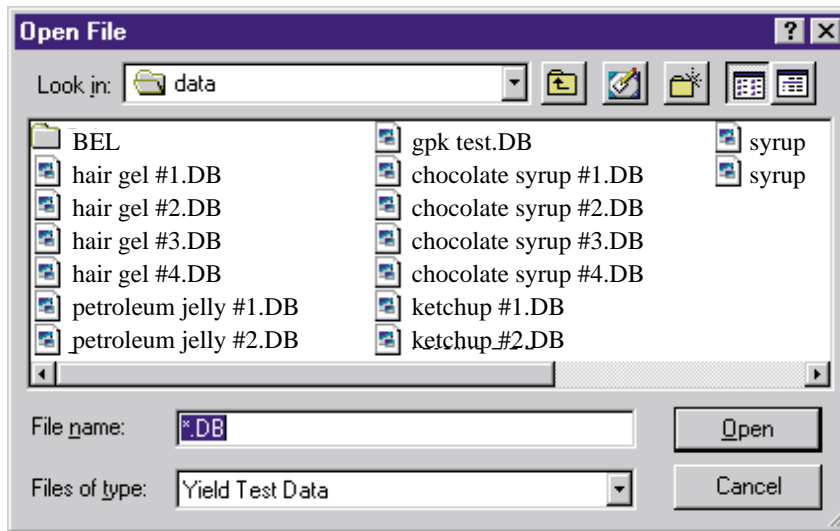 Open File
Look in: data
BEL
hair gel #1.DB
hair gel #2.DB
hair gel #3.DB
hair gel #4.DB
petroleum jelly #1.DB
petroleum jelly #2.DB
gpk test.DB
chocolate syrup #1.DB
chocolate syrup #2.DB
chocolate syrup #3.DB
chocolate syrup #4.DB
ketchup #1.DB
ketchup #2.DB
syrup
syrup
File name: *.DB
Open
Files of type: Yield Test Data
Cancel